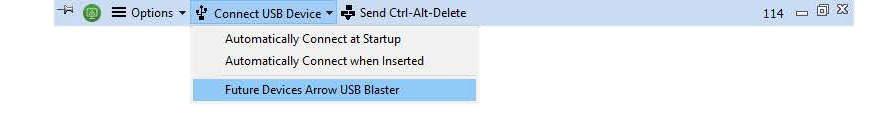 Options Connect USB Device Send Ctrl-Alt-Delete 114
Automatically Connect at Startup
Automatically Connect when Inserted
Future Devices Arrow USB Blaster